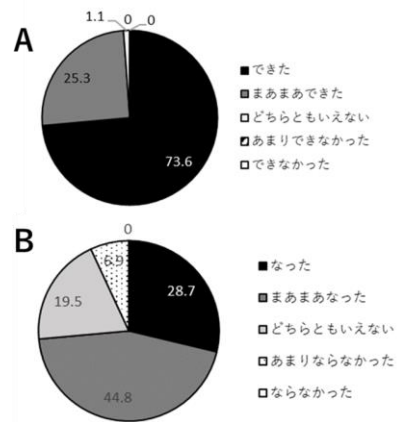 A
1.1 0 0
25.3
73.6
■できた
■まあまあできた
□どちらともいえない
あまりできなかった
□できなかった
B
0
6.9
28.7
19.5
44.8
■なった
■まあまあなった
□どちらともいえない
□あまりならなかった
□ならなかった